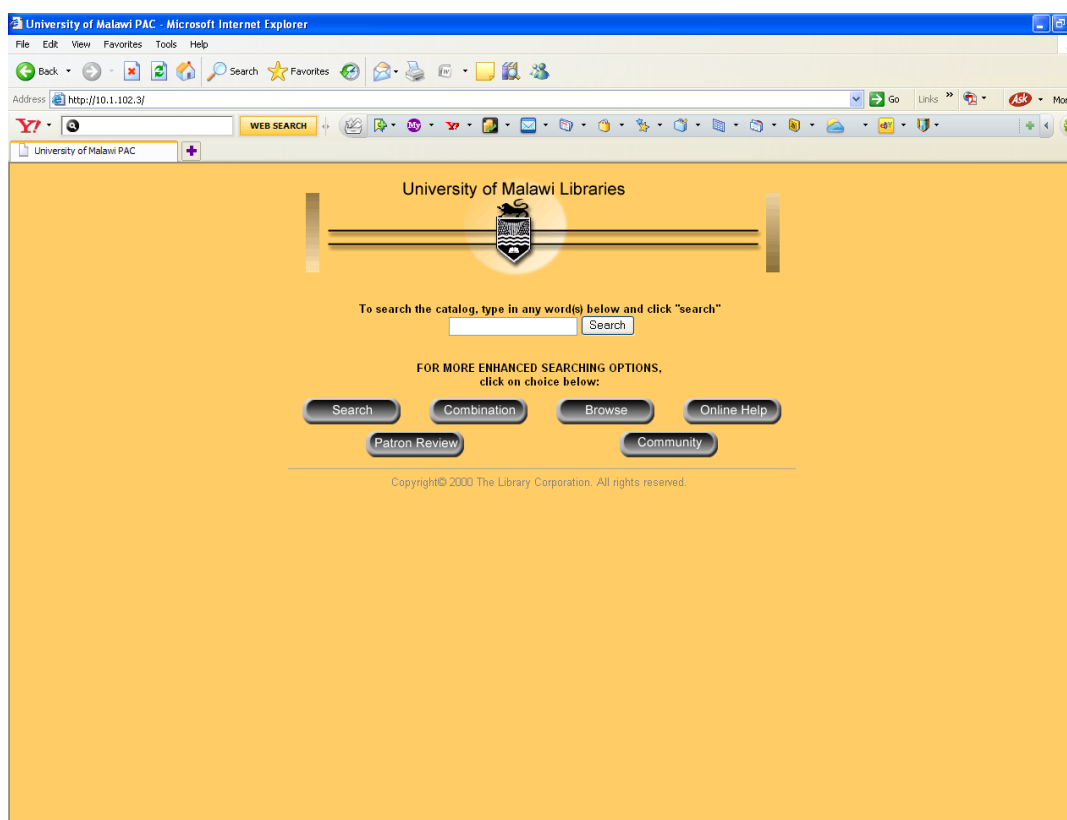 University of Malawi PAC - Microsoft Internet Explorer
File Edit View Favorites Tools Help
Back Search Favorites
Address http://10.1.102.3/ Go Links » Ask
Y! WEB SEARCH My Y! eBY
University of Malawi PAC
University of Malawi Libraries
To search the catalog, type in any word(s) below and click "search"
Search
FOR MORE ENHANCED SEARCHING OPTIONS,
click on choice below:
Search Combination Browse Online Help
Patron Review Community
Copyright© 2000 The Library Corporation. All rights reserved.